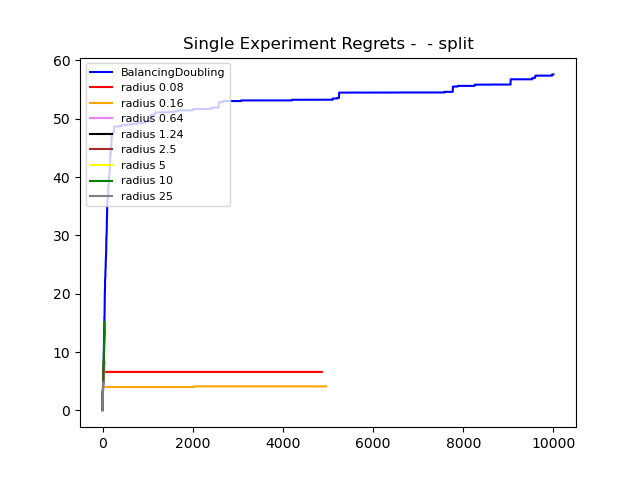 Single Experiment Regrets -  - split
60
50
40
30
20
10
0
BalancingDoubling
radius 0.08
radius 0.16
radius 0.64
radius 1.24
radius 2.5
radius 5
radius 10
radius 25
0 2000 4000 6000 8000 10000